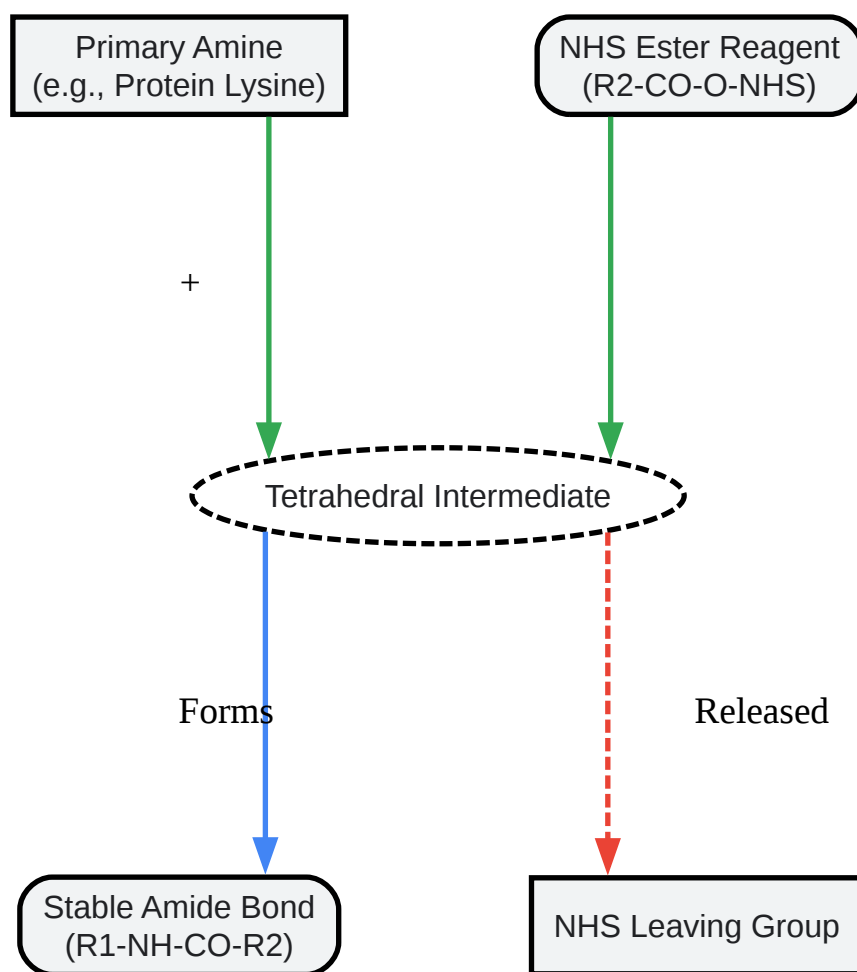 Primary Amine
(e.g., Protein Lysine)
NHS Ester Reagent
(R2-CO-O-NHS)
+
Tetrahedral Intermediate
Forms
Released
Stable Amide Bond
(R1-NH-CO-R2)
NHS Leaving Group